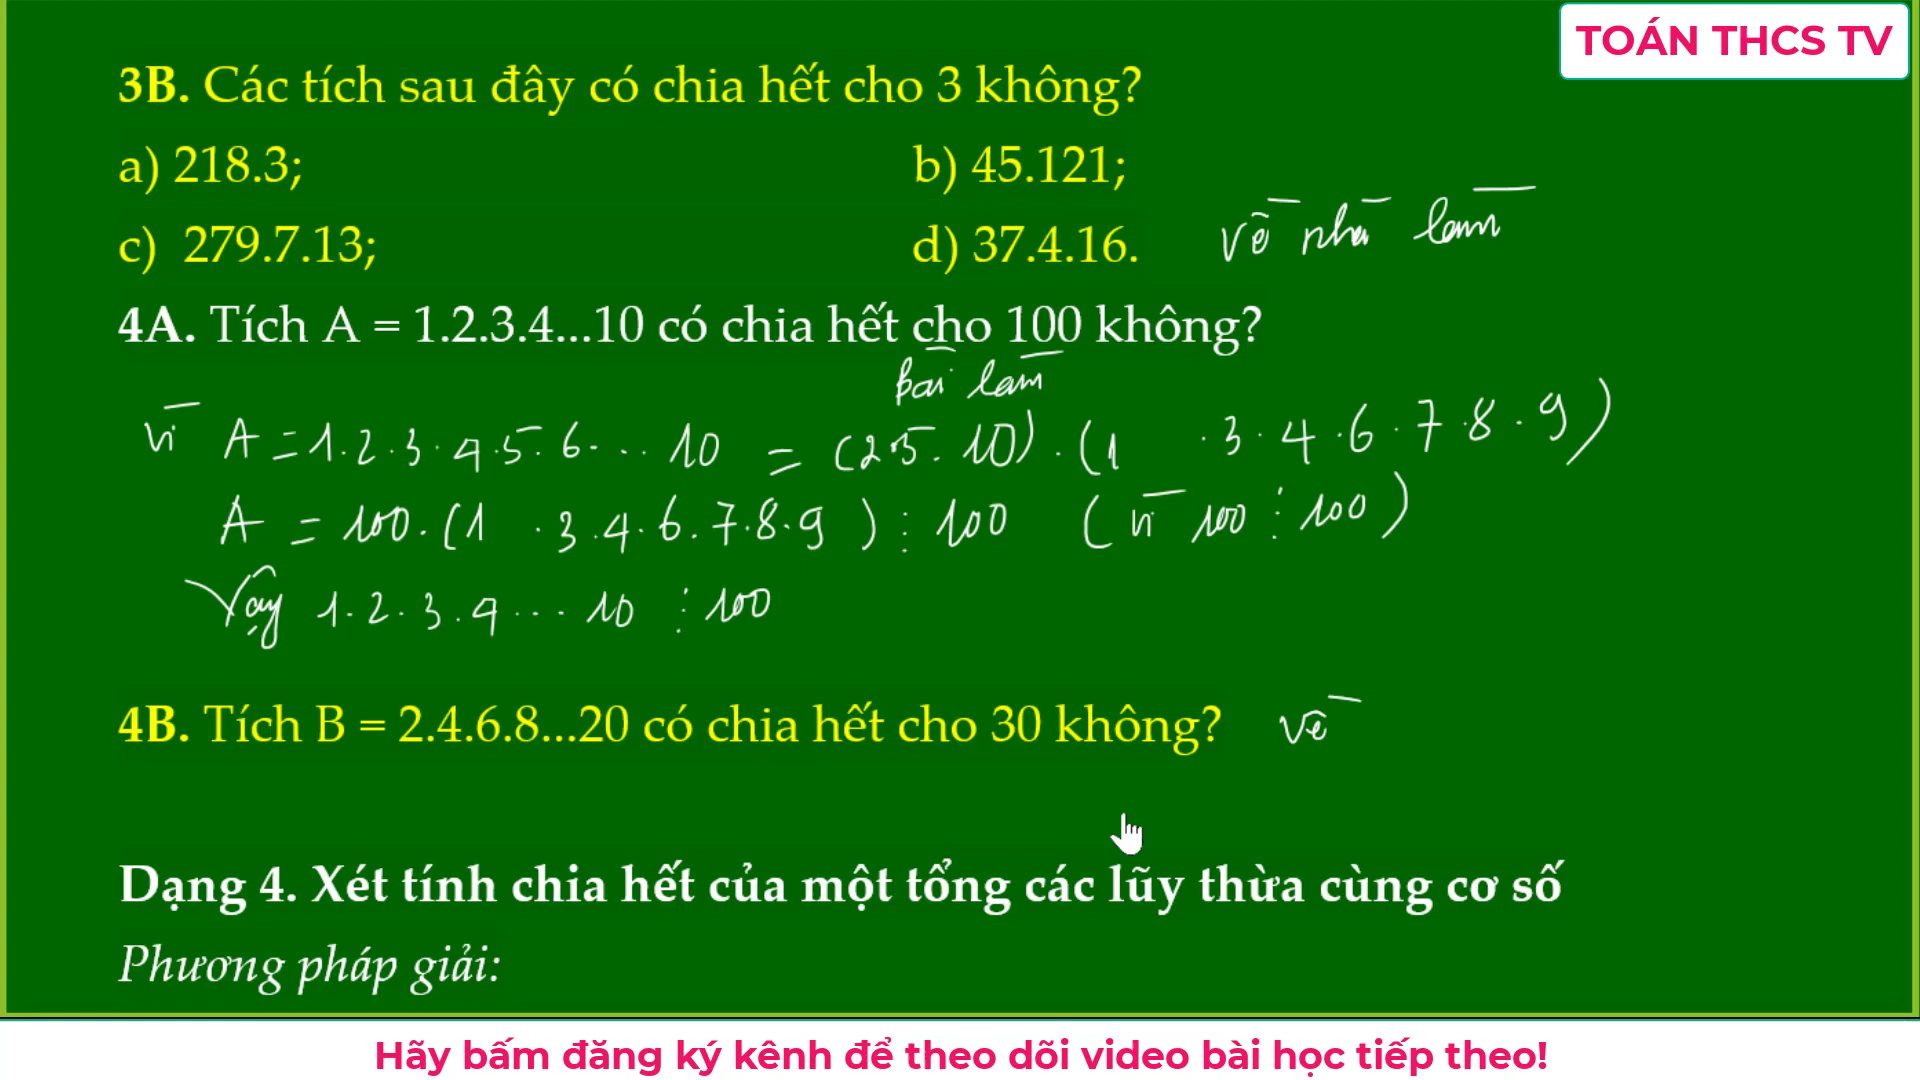 TOÁN THCS TV
3B. Các tích sau đây có chia hết cho 3 không?
a) 218.3; b) 45.121;
c) 279.7.13; d) 37.4.16.
Về nhà làm
4A. Tích A = 1.2.3.4...10 có chia hết cho 100 không?
Bài làm
Vì A = 1.2.3.4.5.6...10 = (2.5.10).(1 .3.4.6.7.8.9)
A = 100.(1 .3.4.6.7.8.9) ⋮ 100 (vì 100 ⋮ 100)
Vậy 1.2.3.4...10 ⋮ 100
4B. Tích B = 2.4.6.8...20 có chia hết cho 30 không? Về
Dạng 4. Xét tính chia hết của một tổng các lũy thừa cùng cơ số
Phương pháp giải:
Hãy bấm đăng ký kênh để theo dõi video bài học tiếp theo!